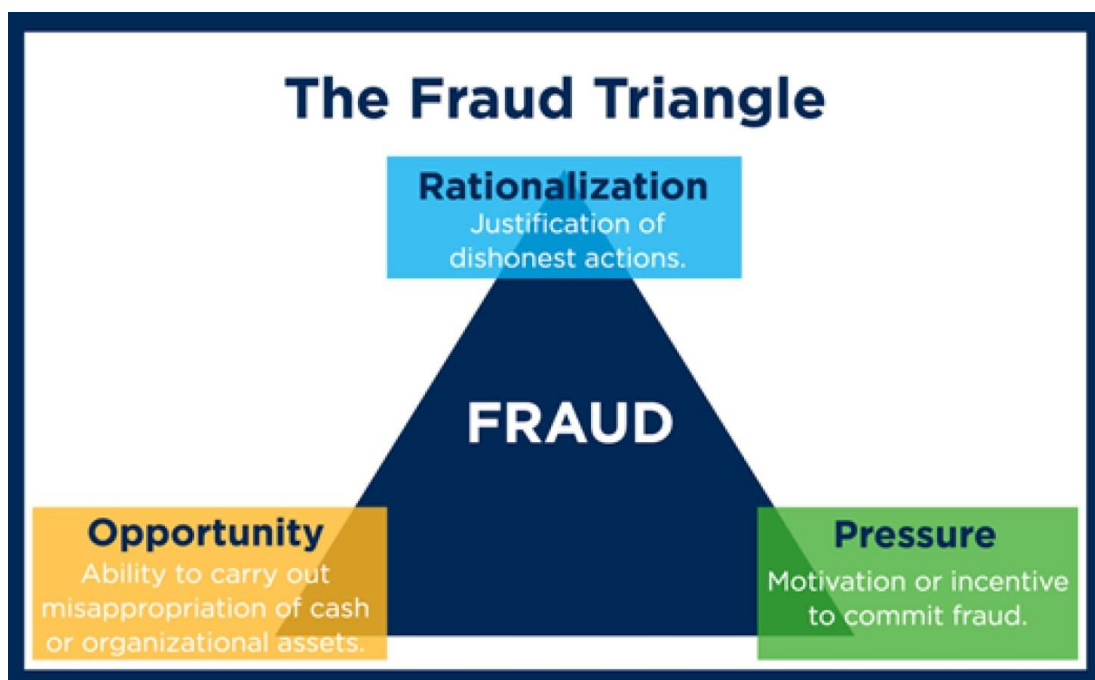 The Fraud Triangle
Rationalization
Justification of
dishonest actions.
FRAUD
Opportunity
Ability to carry out
misappropriation of cash
or organizational assets.
Pressure
Motivation or incentive
to commit fraud.